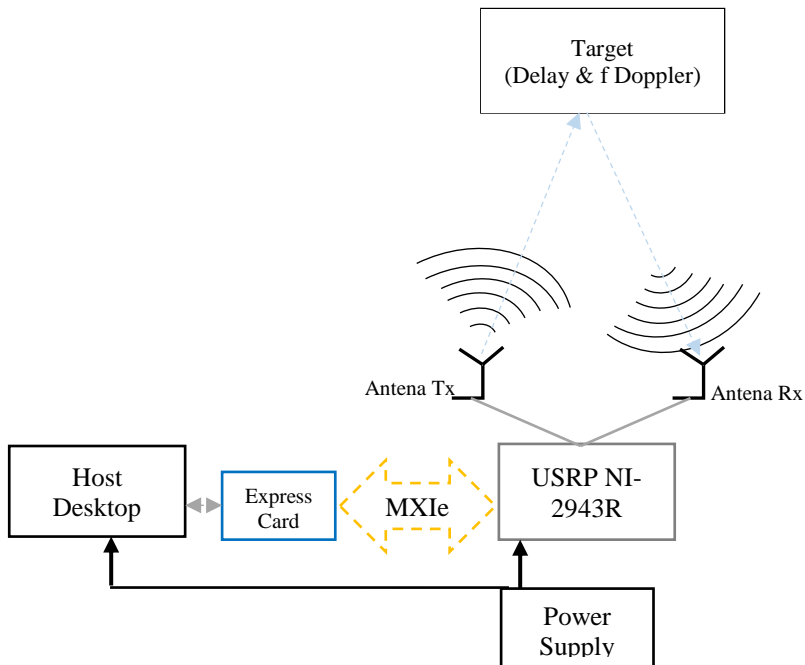 Target
(Delay & f Doppler)
Antena Tx
Antena Rx
Host
Desktop
Express
Card
MXIe
USRP NI-
2943R
Power
Supply